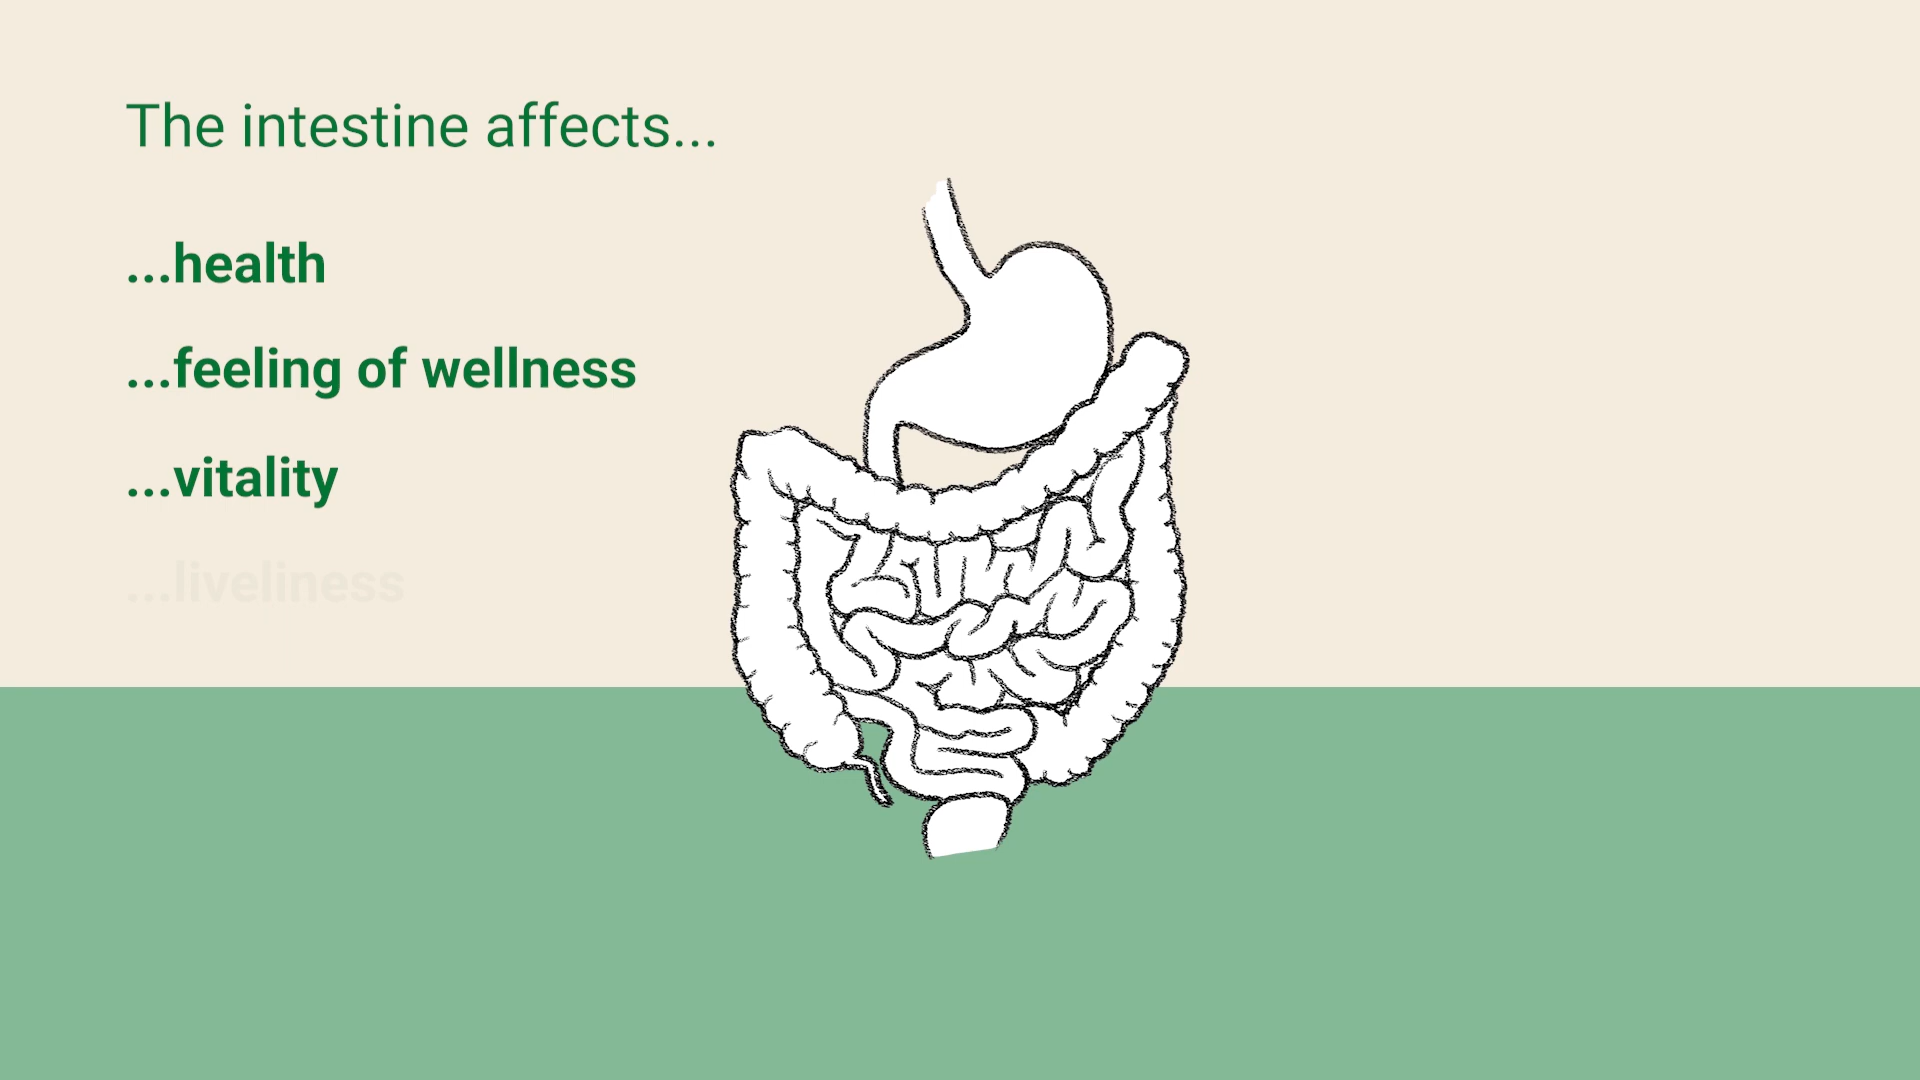 The intestine affects...
...health
...feeling of wellness
...vitality
...liveliness